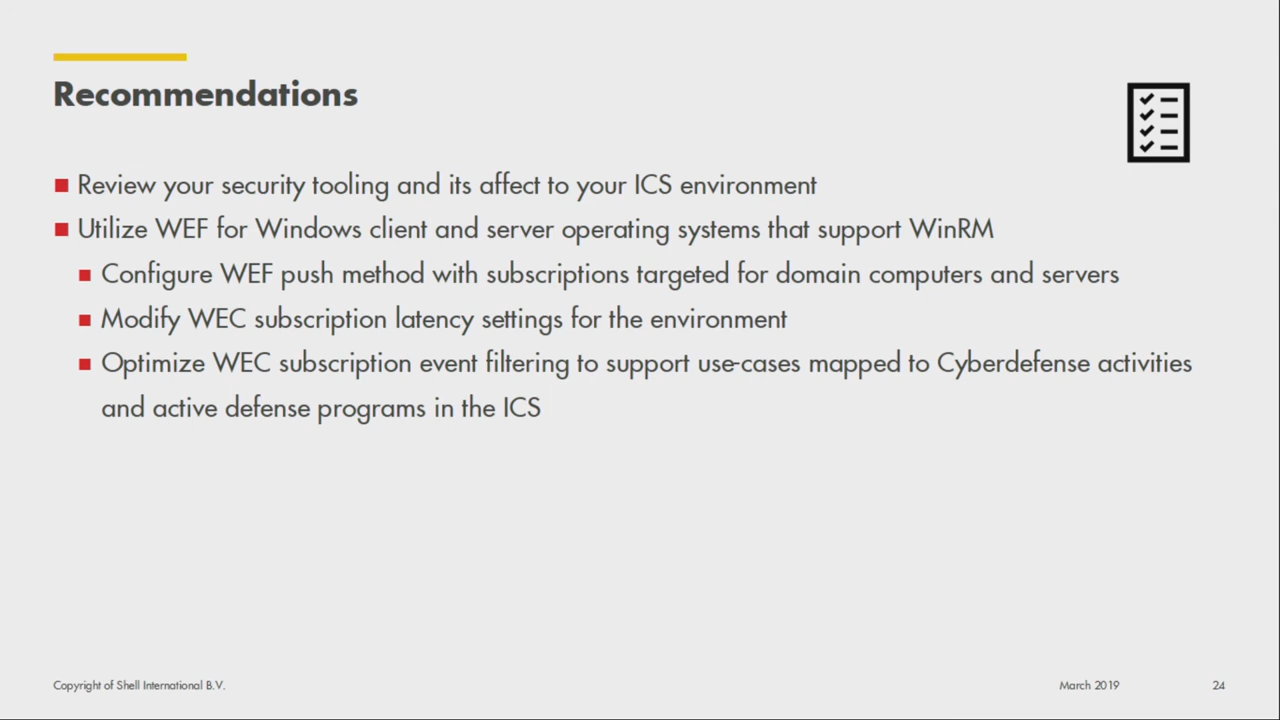 Recommendations
Review your security tooling and its affect to your ICS environment
Utilize WEF for Windows client and server operating systems that support WinRM
Configure WEF push method with subscriptions targeted for domain computers and servers
Modify WEC subscription latency settings for the environment
Optimize WEC subscription event filtering to support use-cases mapped to Cyberdefense activities
and active defense programs in the ICS
Copyright of Shell International B.V.
March 2019
24